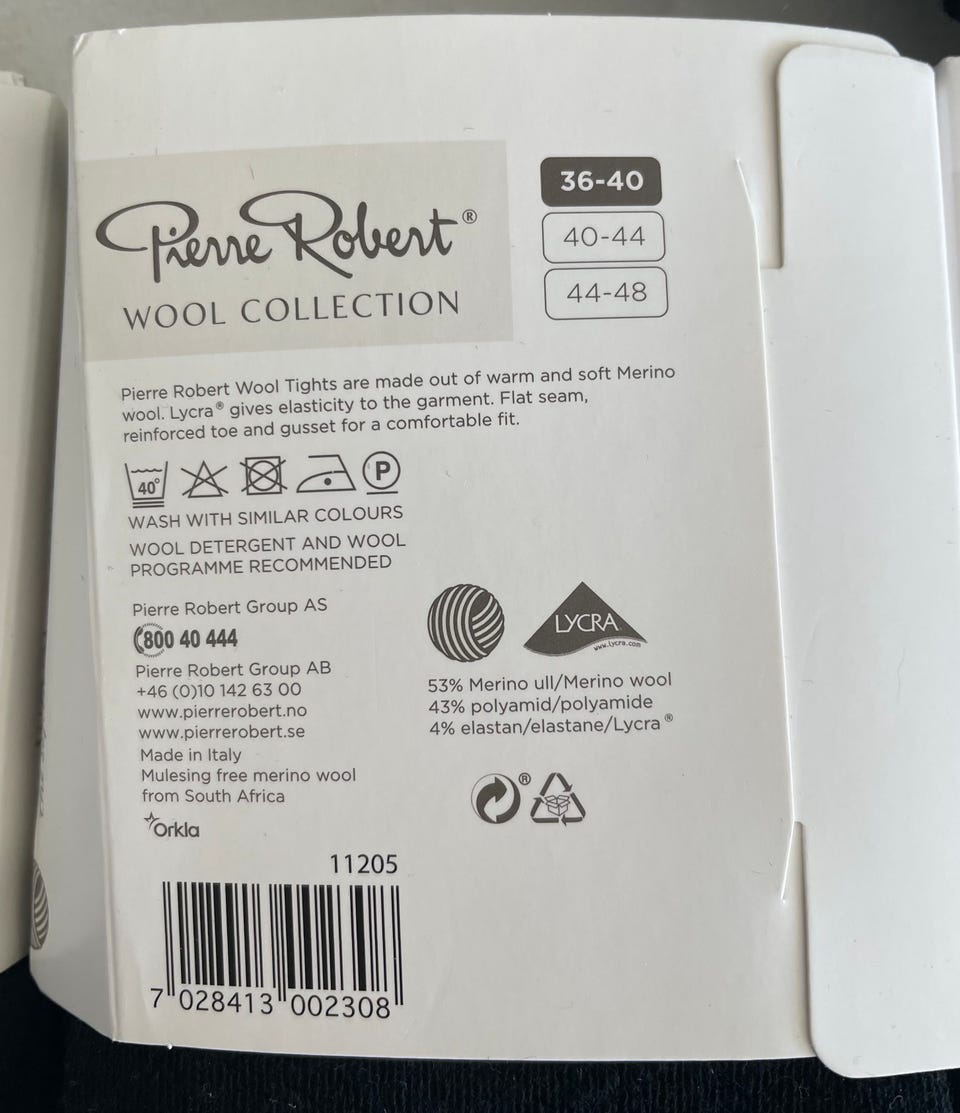 Pierre Robert®
WOOL COLLECTION
36-40
40-44
44-48
Pierre Robert Wool Tights are made out of warm and soft Merino
wool. Lycra® gives elasticity to the garment. Flat seam,
reinforced toe and gusset for a comfortable fit.
40° P
WASH WITH SIMILAR COLOURS
WOOL DETERGENT AND WOOL
PROGRAMME RECOMMENDED
Pierre Robert Group AS
800 40 444
Pierre Robert Group AB
+46 (0)10 142 63 00
www.pierrerobert.no
www.pierrerobert.se
Made in Italy
Mulesing free merino wool
from South Africa
Orkla
LYCRA
www.lycra.com
53% Merino ull/Merino wool
43% polyamid/polyamide
4% elastan/elastane/Lycra®
®
11205
7 028413 002308